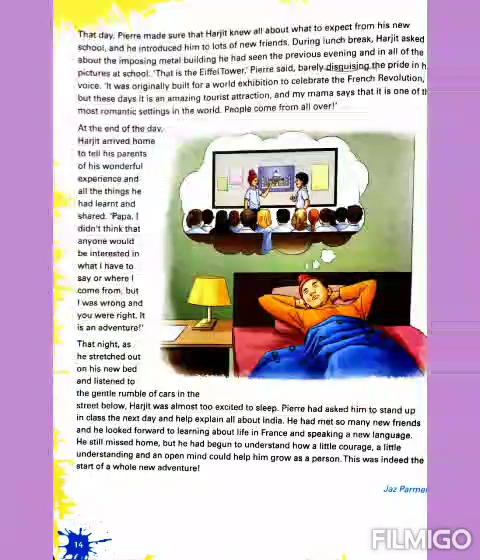 That day, Pierre made sure that Harjit knew all about what to expect from his new
school, and he introduced him to lots of new friends. During lunch break, Harjit asked
about the imposing metal building he had seen the previous evening and in all of the
pictures at school. 'That is the Eiffel Tower,' Pierre said, barely disguising the pride in h
voice. 'It was originally built for a world exhibition to celebrate the French Revolution,
but these days it is an amazing tourist attraction, and my mama says that it is one of th
most romantic settings in the world. People come from all over!'
At the end of the day,
Harjit arrived home
to tell his parents
of his wonderful
experience and
all the things he
had learnt and
shared. 'Papa, I
didn't think that
anyone would
be interested in
what I have to
say or where I
come from, but
I was wrong and
you were right. It
is an adventure!'
That night, as
he stretched out
on his new bed
and listened to
the gentle rumble of cars in the
street below, Harjit was almost too excited to sleep. Pierre had asked him to stand up
in class the next day and help explain all about India. He had met so many new friends
and he looked forward to learning about life in France and speaking a new language.
He still missed home, but he had begun to understand how a little courage, a little
understanding and an open mind could help him grow as a person. This was indeed the
start of a whole new adventure!
Jaz Parmer
14
FILMIGO